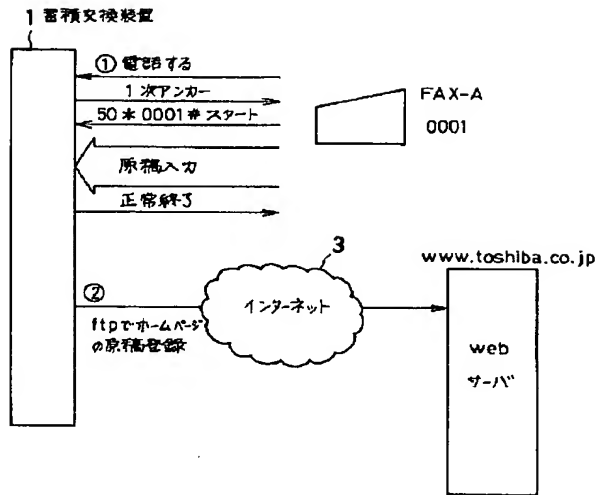 1 蓄積交換装置
① 電話する
1次アンカー
50*0001# スタート
原稿入力
正常終了
FAX-A
0001
②
ftpでホームページ
の原稿登録
3
インターネット
www.toshiba.co.jp
web
サーバ